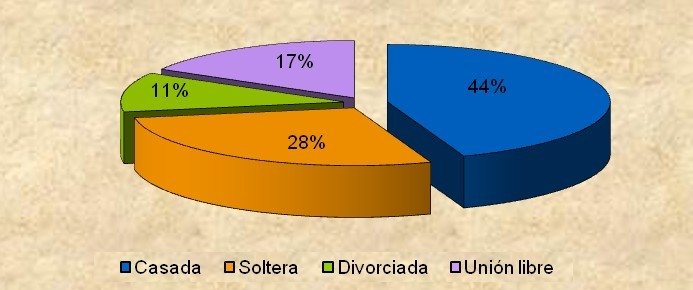 17%
44%
11%
28%
Casada Soltera Divorciada Unión libre